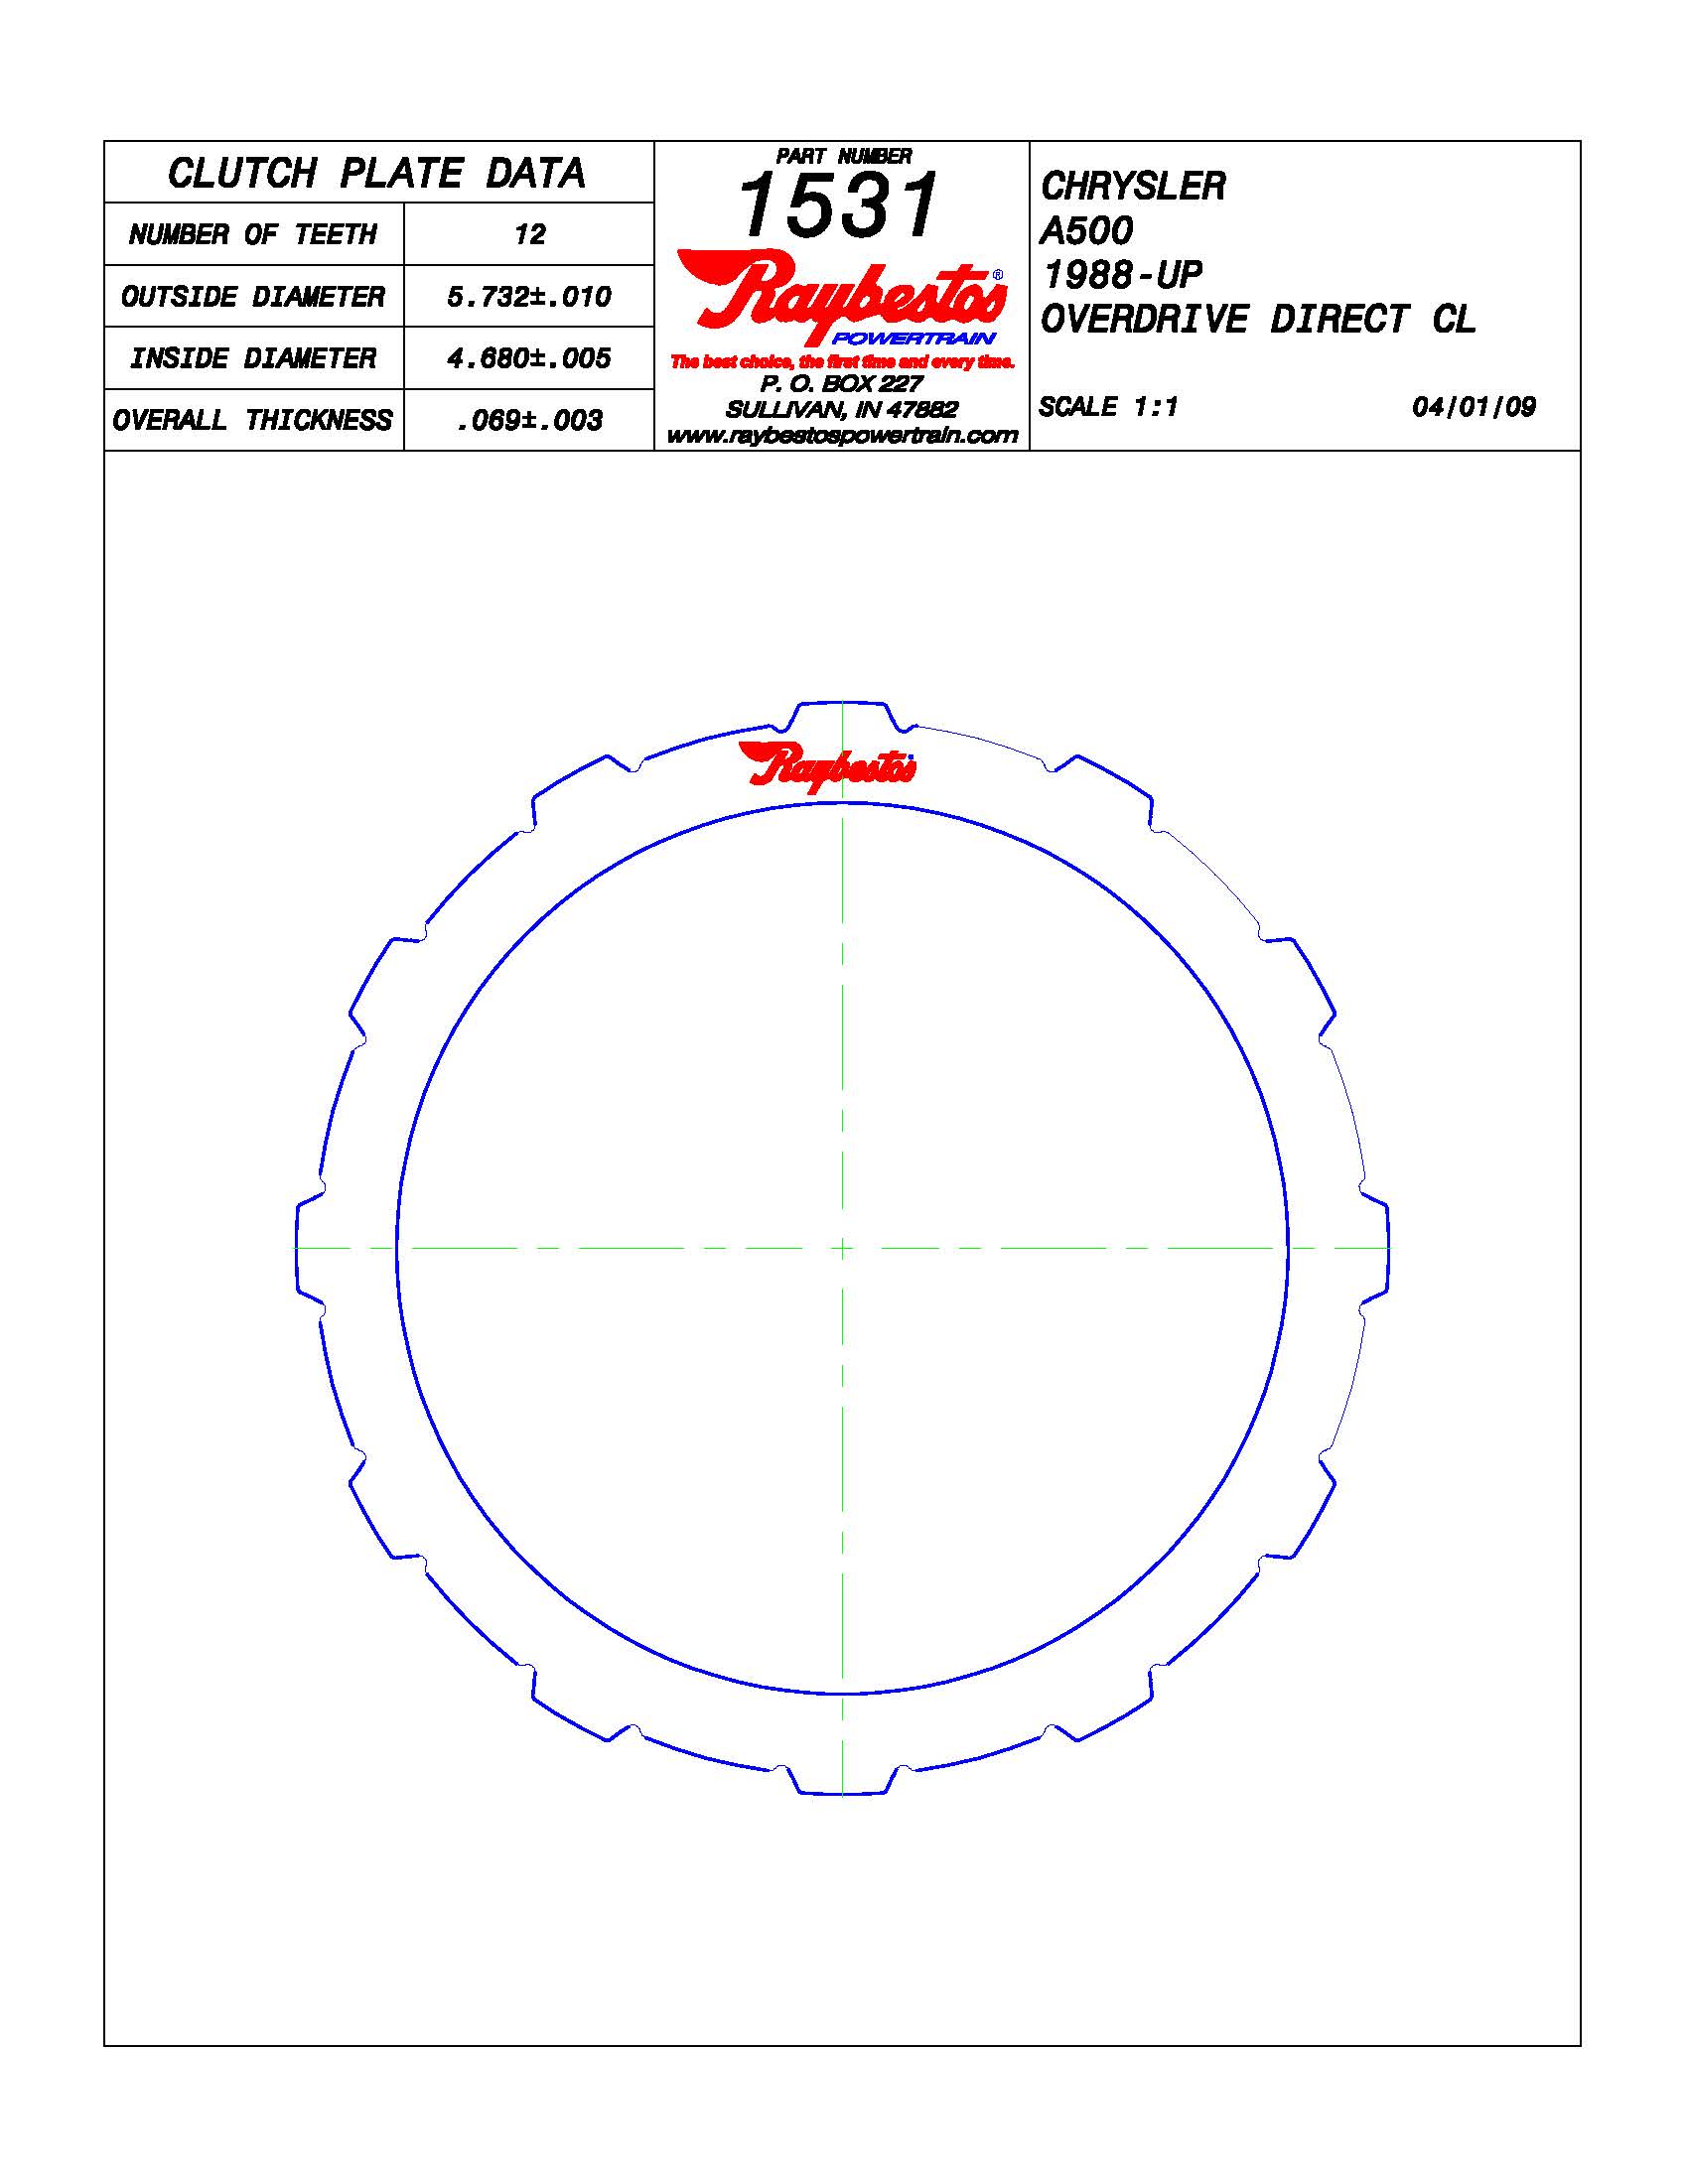 CLUTCH PLATE DATA
NUMBER OF TEETH 12
OUTSIDE DIAMETER 5.732±.010
INSIDE DIAMETER 4.680±.005
OVERALL THICKNESS .069±.003
PART NUMBER
1531
Raybestos®
POWERTRAIN
The best choice, the first time and every time.
P. O. BOX 227
SULLIVAN, IN 47882
www.raybestospowertrain.com
CHRYSLER
A500
1988-UP
OVERDRIVE DIRECT CL
SCALE 1:1 04/01/09
Raybestos